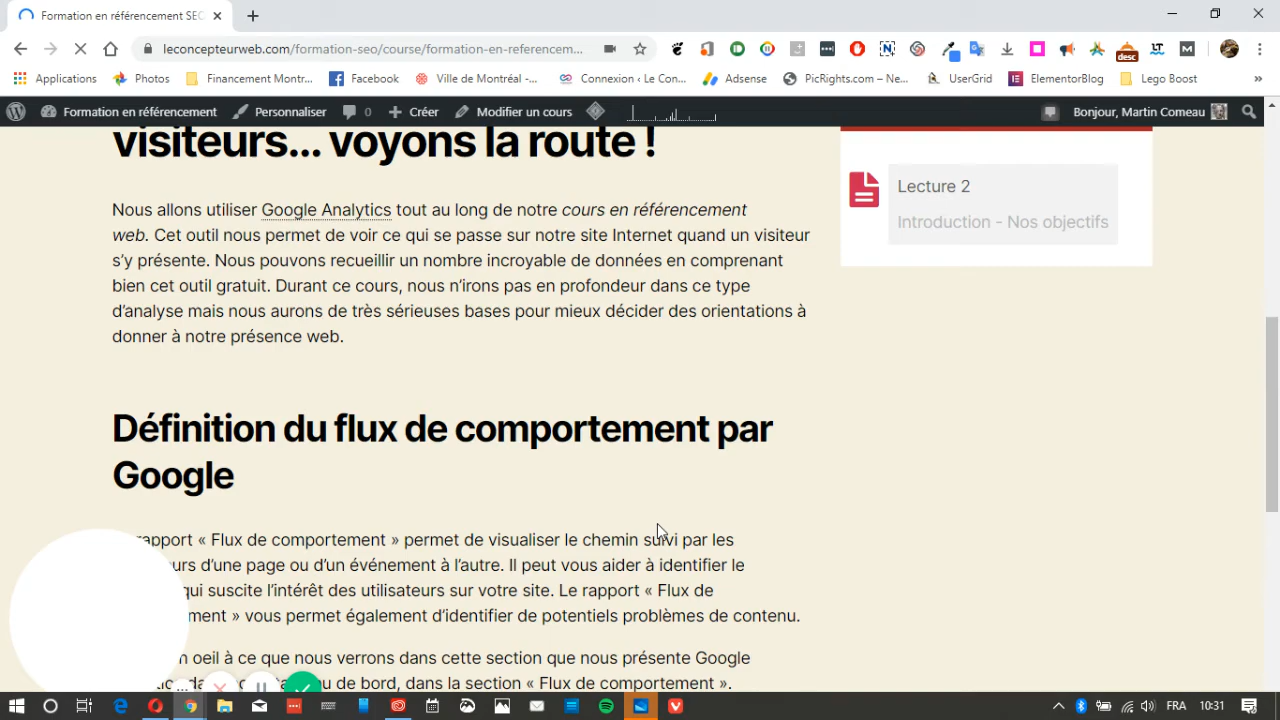 Formation en référencement SEC
leconcepteurweb.com/formation-seo/course/formation-en-referencem...
desc
Applications
Photos
Financement Montr...
Facebook
Ville de Montréal -...
Connexion ‹ Le Con...
Adsense
PicRights.com – Ne...
UserGrid
ElementorBlog
Lego Boost
»
Formation en référencement
Personnaliser
0
Créer
Modifier un cours
Bonjour, Martin Comeau
visiteurs... voyons la route !
Lecture 2
Introduction - Nos objectifs
Nous allons utiliser Google Analytics tout au long de notre cours en référencement
web. Cet outil nous permet de voir ce qui se passe sur notre site Internet quand un visiteur
s’y présente. Nous pouvons recueillir un nombre incroyable de données en comprenant
bien cet outil gratuit. Durant ce cours, nous n’irons pas en profondeur dans ce type
d’analyse mais nous aurons de très sérieuses bases pour mieux décider des orientations à
donner à notre présence web.
Définition du flux de comportement par
Google
rapport « Flux de comportement » permet de visualiser le chemin suivi par les
urs d’une page ou d’un événement à l’autre. Il peut vous aider à identifier le
qui suscite l’intérêt des utilisateurs sur votre site. Le rapport « Flux de
ment » vous permet également d’identifier de potentiels problèmes de contenu.
oeil à ce que nous verrons dans cette section que nous présente Google
de bord, dans la section « Flux de comportement ».
FRA
10:31